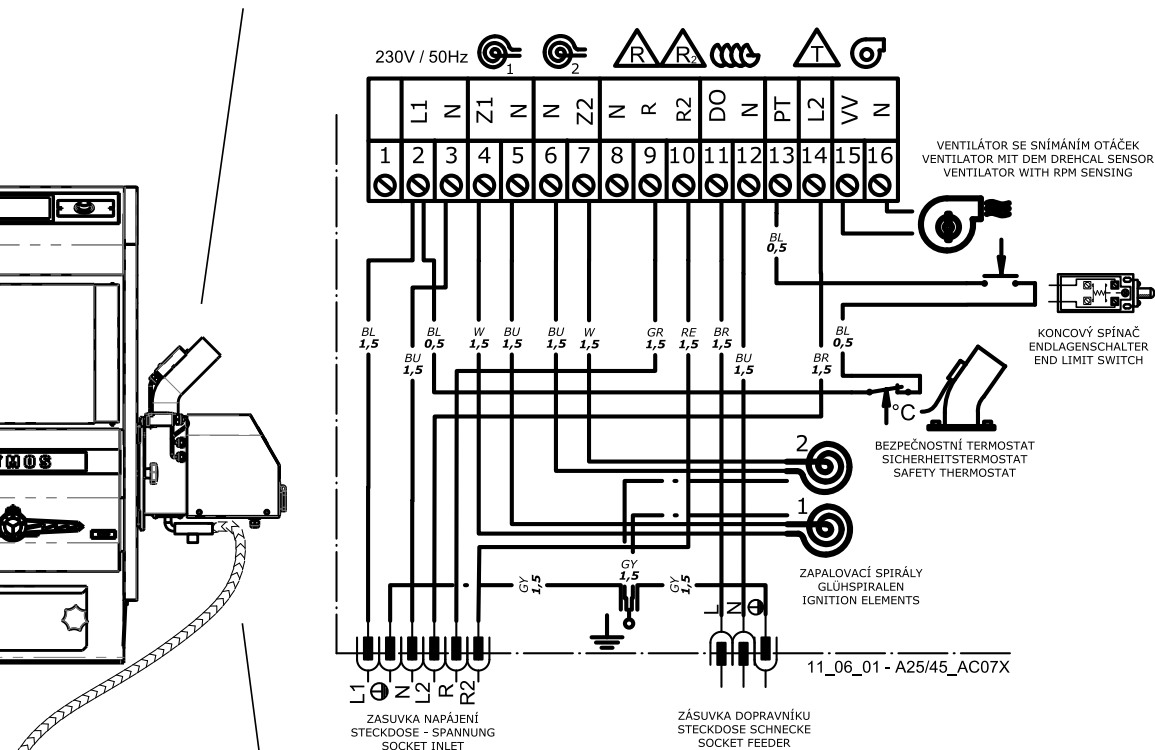 230V / 50Hz 1 2 R R2 T
L1 N Z1 N N Z2 N R R2 DO N PT L2 VV N
1 2 3 4 5 6 7 8 9 10 11 12 13 14 15 16
VENTILÁTOR SE SNÍMÁNÍM OTÁČEK
VENTILATOR MIT DEM DREHCAL SENSOR
VENTILATOR WITH RPM SENSING
BL
0,5
BL
1,5
BL
0,5
BU
1,5
W
1,5
BU
1,5
BU
1,5
W
1,5
GR
1,5
RE
1,5
BR
1,5
BU
1,5
BR
1,5
BL
0,5
KONCOVÝ SPÍNAČ
ENDLAGENSCHALTER
END LIMIT SWITCH
°C
BEZPEČNOSTNÍ TERMOSTAT
SICHERHEITSTERMOSTAT
SAFETY THERMOSTAT
2
1
ZAPALOVACÍ SPIRÁLY
GLÜHSPIRALEN
IGNITION ELEMENTS
GY
1,5
GY
1,5
GY
1,5
L N
11_06_01 - A25/45_AC07X
L1 N L2 R R2
ZASUVKA NAPÁJENÍ
STECKDOSE - SPANNUNG
SOCKET INLET
ZÁSUVKA DOPRAVNÍKU
STECKDOSE SCHNECKE
SOCKET FEEDER